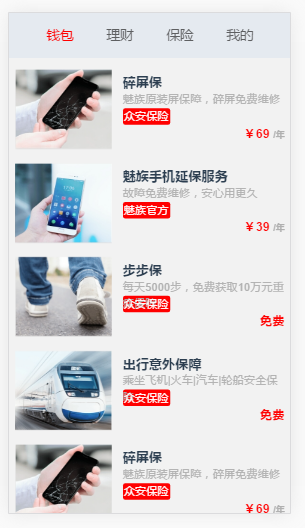 钱包 理财 保险 我的
碎屏保
魅族原装屏保障，碎屏免费维修
众安保险
￥69 /年
魅族手机延保服务
故障免费维修，安心用更久
魅族官方
￥39 /年
步步保
每天5000步，免费获取10万元重
众安保险
免费
出行意外保障
乘坐飞机|火车|汽车|轮船安全保
众安保险
免费
碎屏保
魅族原装屏保障，碎屏免费维修
众安保险
￥69 /年